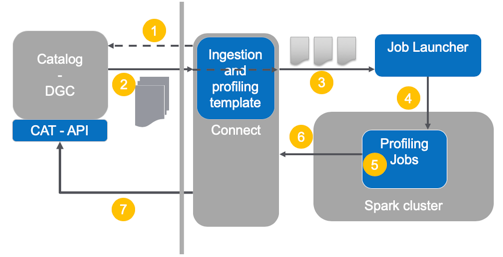 1
Catalog
-
DGC
2
CAT - API
7
Ingestion
and
profiling
template
Connect
3
Job Launcher
4
6
Profiling
Jobs
5
Spark cluster